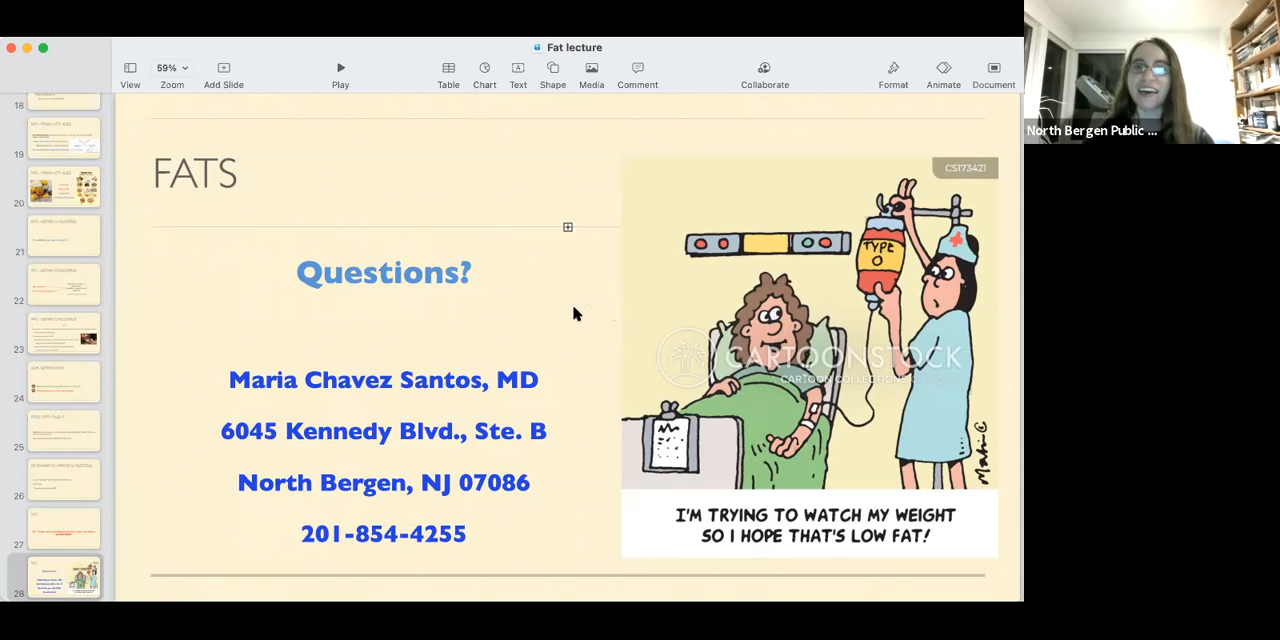 Fat lecture
59%
View
Zoom
Add Slide
Play
Table
Chart
Text
Shape
Media
Comment
Collaborate
Format
Animate
Document
North Bergen Public ...
18
19
20
21
22
23
24
25
26
27
28
FATS
Questions?
Maria Chavez Santos, MD
6045 Kennedy Blvd., Ste. B
North Bergen, NJ 07086
201-854-4255
CS173421
TYPE
O
CARTOONSTOCK
CARTOON COLLECTIONS
I'M TRYING TO WATCH MY WEIGHT
SO I HOPE THAT'S LOW FAT!